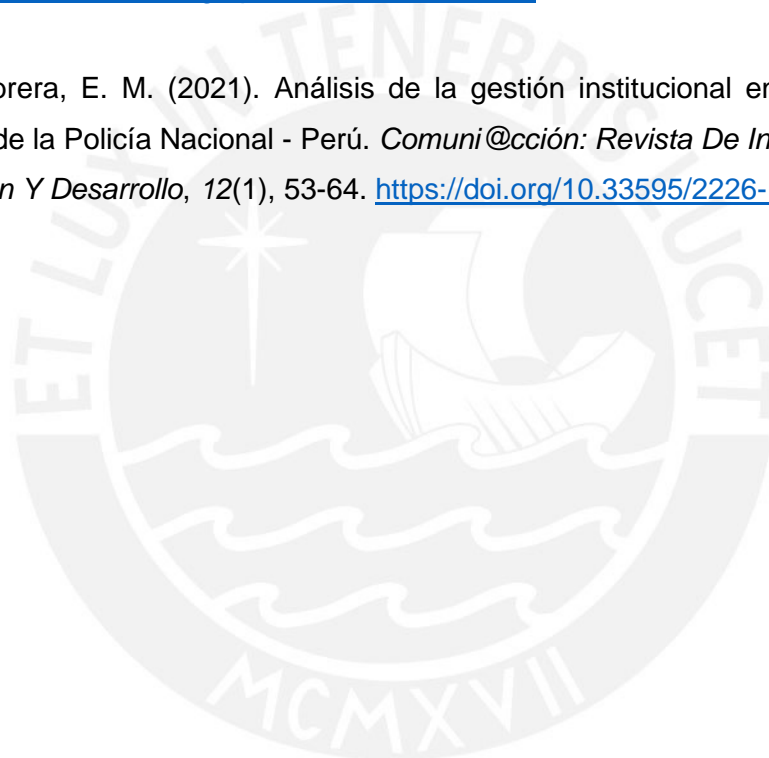 orera, E. M. (2021). Análisis de la gestión institucional en
de la Policía Nacional - Perú. Comuni@cción: Revista De In
n Y Desarrollo, 12(1), 53-64. https://doi.org/10.33595/2226-
ET LUX IN TENEBRIS LUCET
MCMXVII